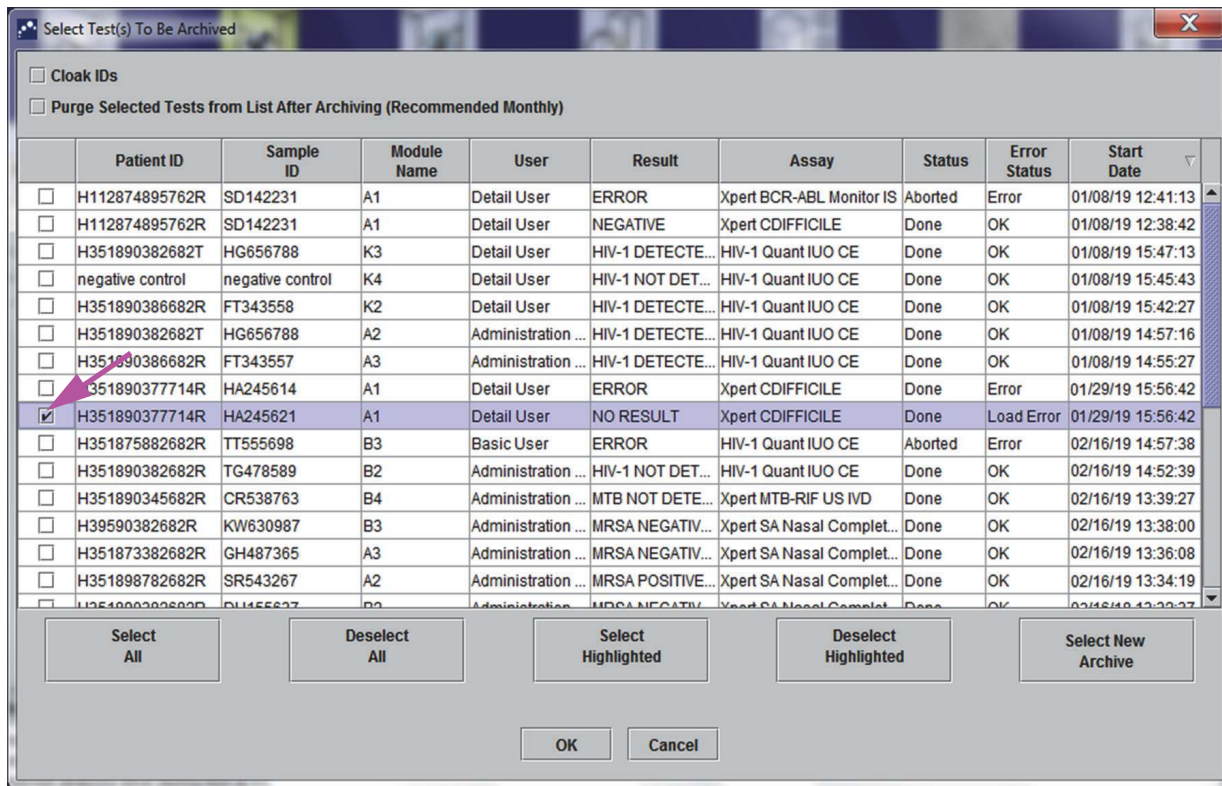 Select Test(s) To Be Archived
Cloak IDs
Purge Selected Tests from List After Archiving (Recommended Monthly)
Patient ID Sample ID Module Name User Result Assay Status Error Status Start Date
H112874895762R SD142231 A1 Detail User ERROR Xpert BCR-ABL Monitor IS Aborted Error 01/08/19 12:41:13
H112874895762R SD142231 A1 Detail User NEGATIVE Xpert CDIFFICILE Done OK 01/08/19 12:38:42
H351890382682T HG656788 K3 Detail User HIV-1 DETECTE... HIV-1 Quant IUO CE Done OK 01/08/19 15:47:13
negative control negative control K4 Detail User HIV-1 NOT DET... HIV-1 Quant IUO CE Done OK 01/08/19 15:45:43
H351890386682R FT343558 K2 Detail User HIV-1 DETECTE... HIV-1 Quant IUO CE Done OK 01/08/19 15:42:27
H351890382682T HG656788 A2 Administration ... HIV-1 DETECTE... HIV-1 Quant IUO CE Done OK 01/08/19 14:57:16
H351890386682R FT343557 A3 Administration ... HIV-1 DETECTE... HIV-1 Quant IUO CE Done OK 01/08/19 14:55:27
H351890377714R HA245614 A1 Detail User ERROR Xpert CDIFFICILE Done Error 01/29/19 15:56:42
H351890377714R HA245621 A1 Detail User NO RESULT Xpert CDIFFICILE Done Load Error 01/29/19 15:56:42
H351875882682R TT555698 B3 Basic User ERROR HIV-1 Quant IUO CE Aborted Error 02/16/19 14:57:38
H351890382682R TG478589 B2 Administration ... HIV-1 NOT DET... HIV-1 Quant IUO CE Done OK 02/16/19 14:52:39
H351890345682R CR538763 B4 Administration ... MTB NOT DETE... Xpert MTB-RIF US IVD Done OK 02/16/19 13:39:27
H39590382682R KW630987 B3 Administration ... MRSA NEGATIV... Xpert SA Nasal Complet... Done OK 02/16/19 13:38:00
H351873382682R GH487365 A3 Administration ... MRSA NEGATIV... Xpert SA Nasal Complet... Done OK 02/16/19 13:36:08
H351898782682R SR543267 A2 Administration ... MRSA POSITIVE... Xpert SA Nasal Complet... Done OK 02/16/19 13:34:19
Administration ... MRSA NEGATIV... Xpert SA Nasal Complet... Done OK
Select All Deselect All Select Highlighted Deselect Highlighted Select New Archive
OK Cancel